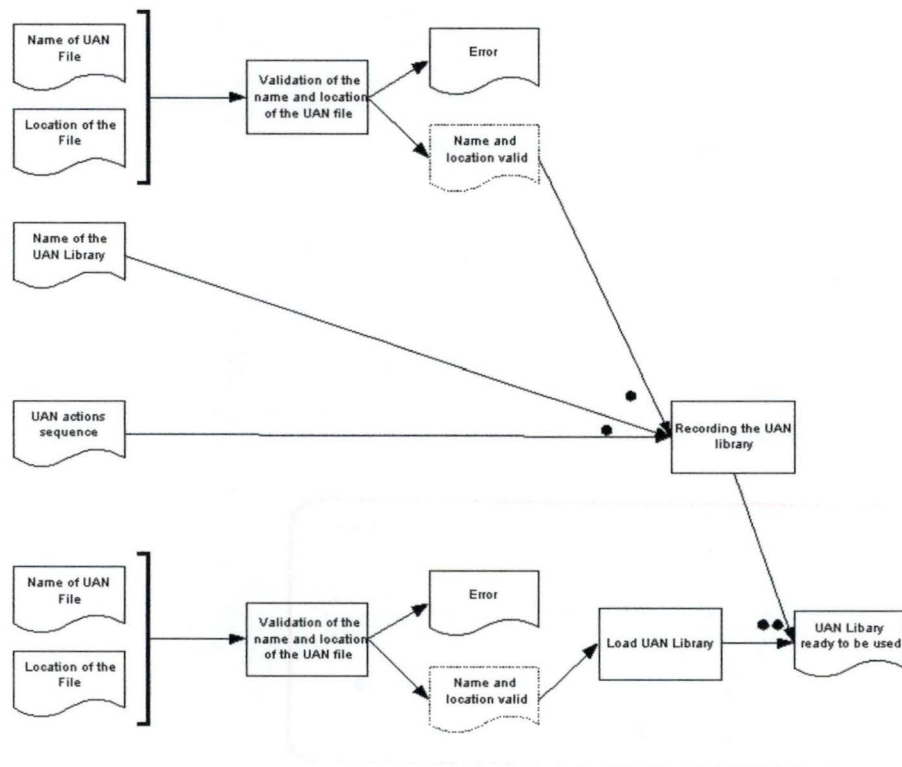 Name of UAN
File
Location of the
File
Validation of the
name and location
of the UAN file
Error
Name and
location valid
Name of the
UAN Library
UAN actions
sequence
Recording the UAN
library
Name of UAN
File
Location of the
File
Validation of the
name and location
of the UAN file
Error
Name and
location valid
Load UAN Library
UAN Libary
ready to be used